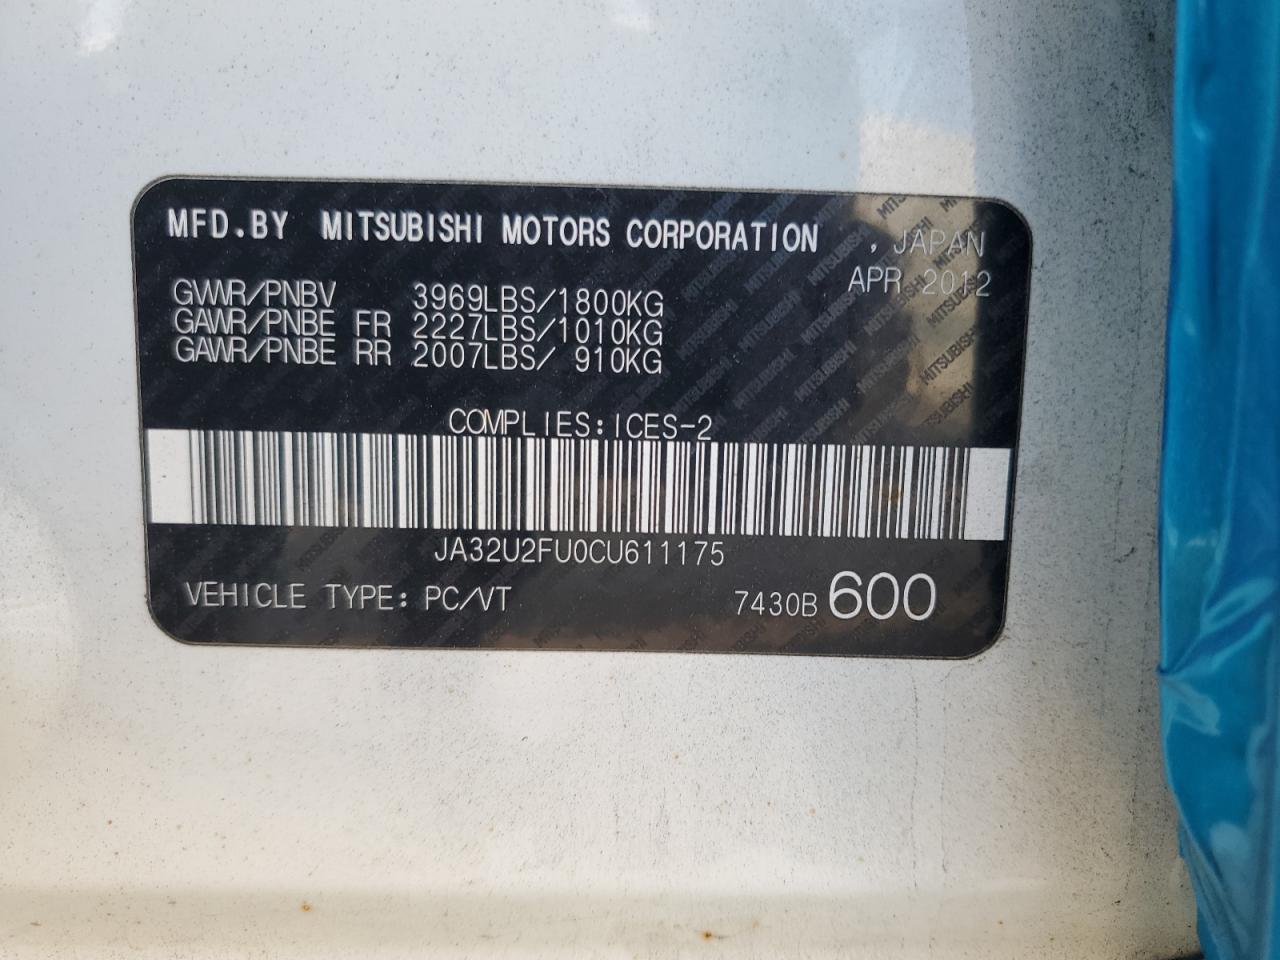 MFD.BY MITSUBISHI MOTORS CORPORATION , JAPAN
APR 2012
GVWR/PNBV 3969LBS/1800KG
GAWR/PNBE FR 2227LBS/1010KG
GAWR/PNBE RR 2007LBS/ 910KG
COMPLIES:ICES-2
JA32U2FU0CU611175
VEHICLE TYPE: PC/VT 7430B 600